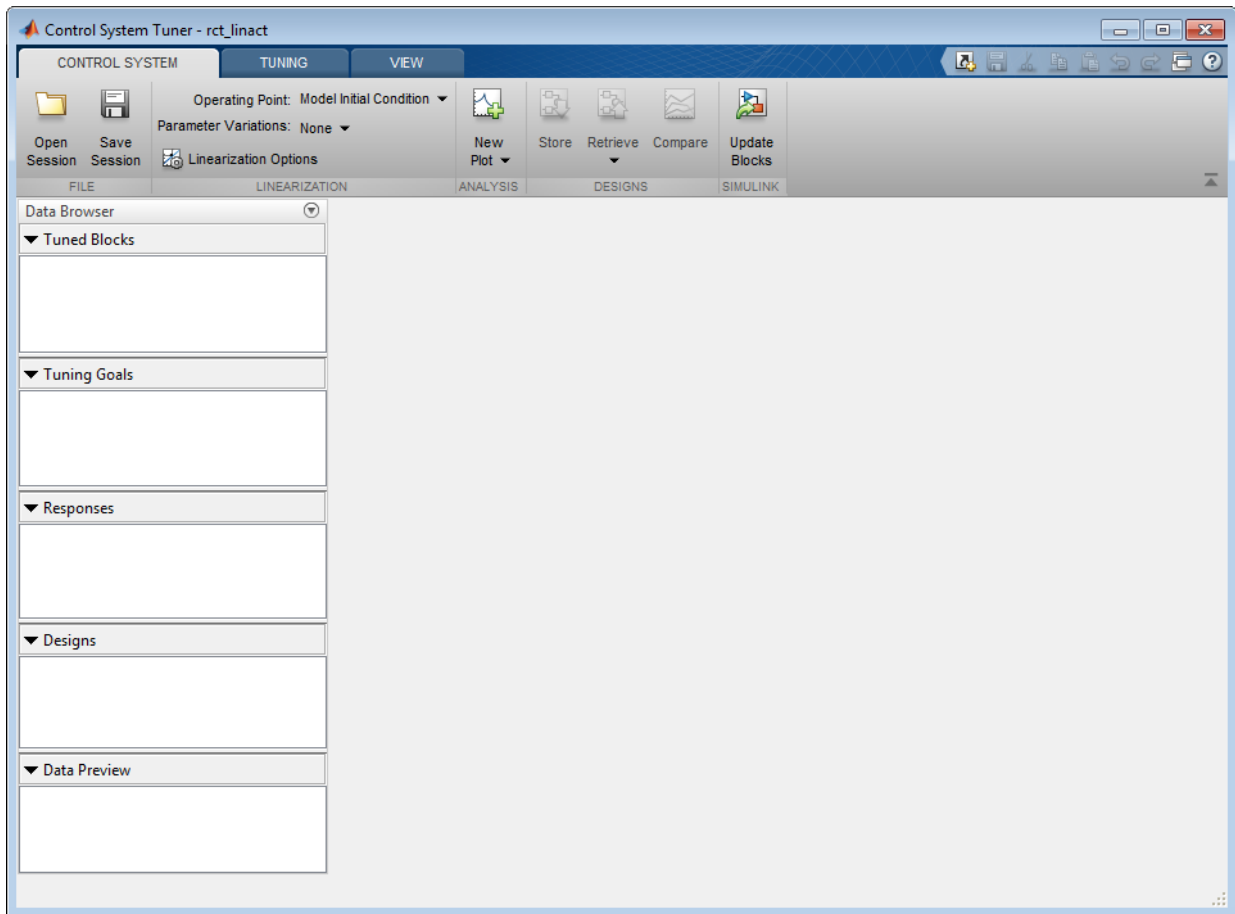 Control System Tuner - rct_linact
CONTROL SYSTEM TUNING VIEW
Operating Point: Model Initial Condition
Parameter Variations: None
Linearization Options
Open Session
Save Session
New Plot
Store Retrieve Compare
Update Blocks
FILE LINEARIZATION ANALYSIS DESIGNS SIMULINK
Data Browser
Tuned Blocks
Tuning Goals
Responses
Designs
Data Preview